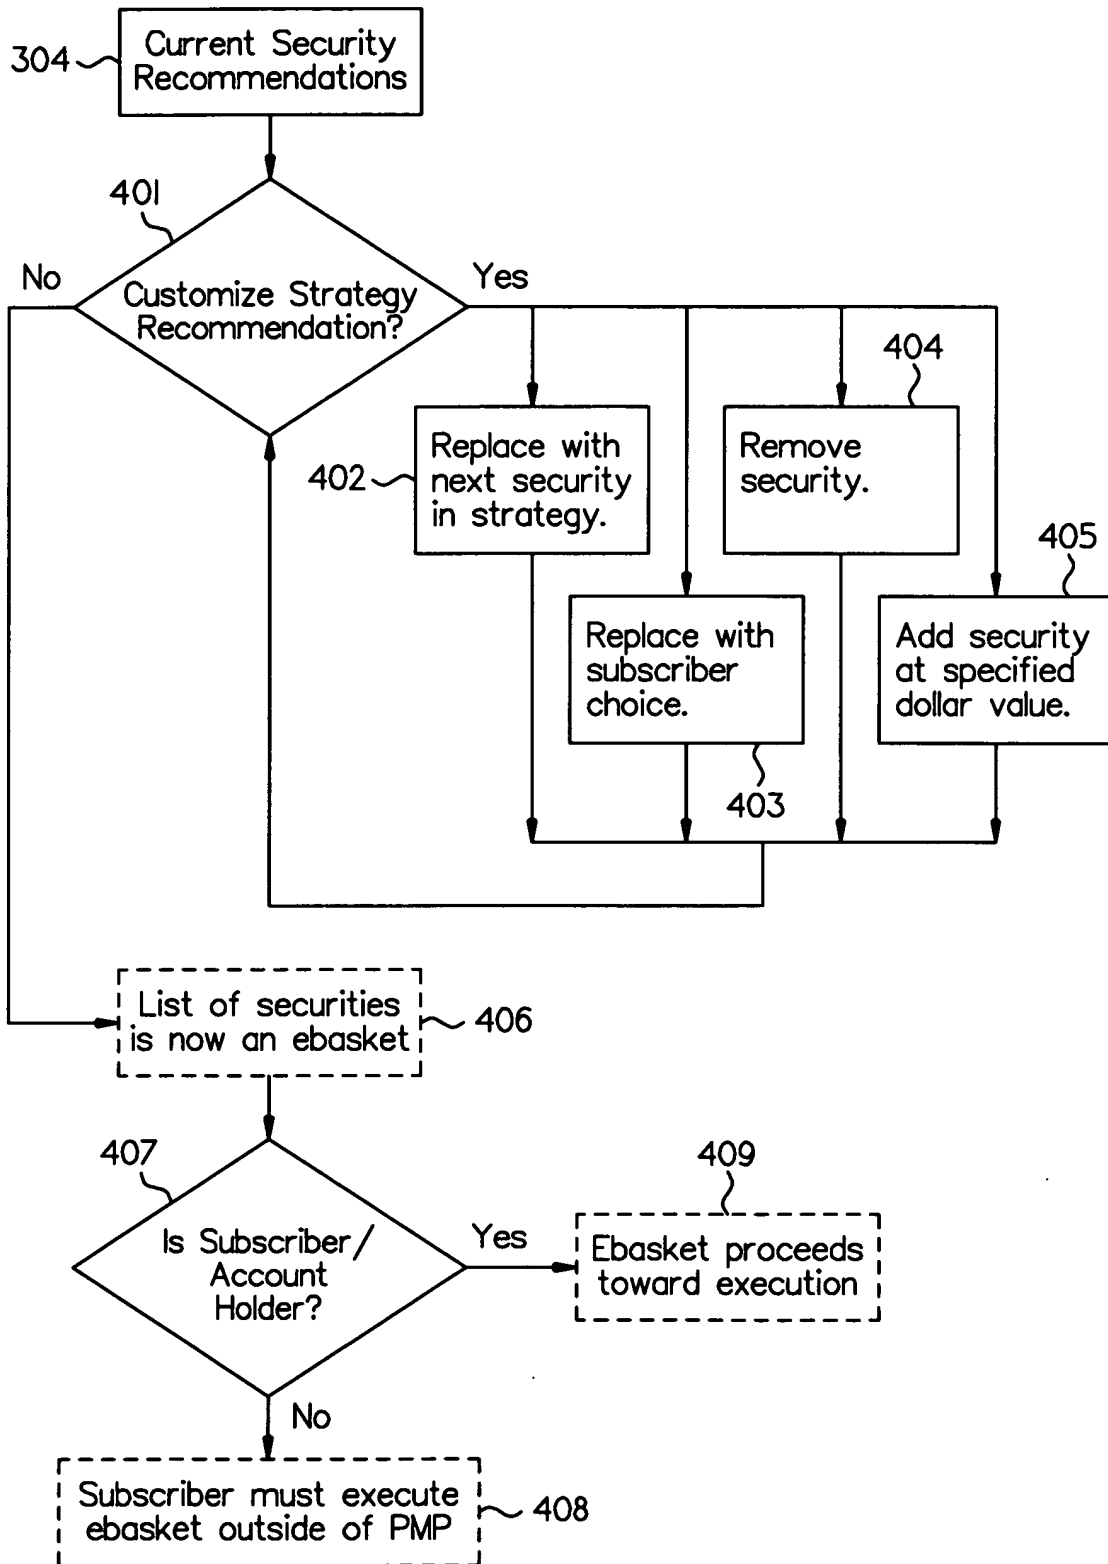 304
Current Security
Recommendations
401
No
Yes
Customize Strategy
Recommendation?
404
402
Replace with
next security
in strategy.
Remove
security.
405
Replace with
subscriber
choice.
Add security
at specified
dollar value.
403
List of securities
is now an ebasket
406
407
409
Is Subscriber/
Account
Holder?
Yes
Ebasket proceeds
toward execution
No
Subscriber must execute
ebasket outside of PMP
408